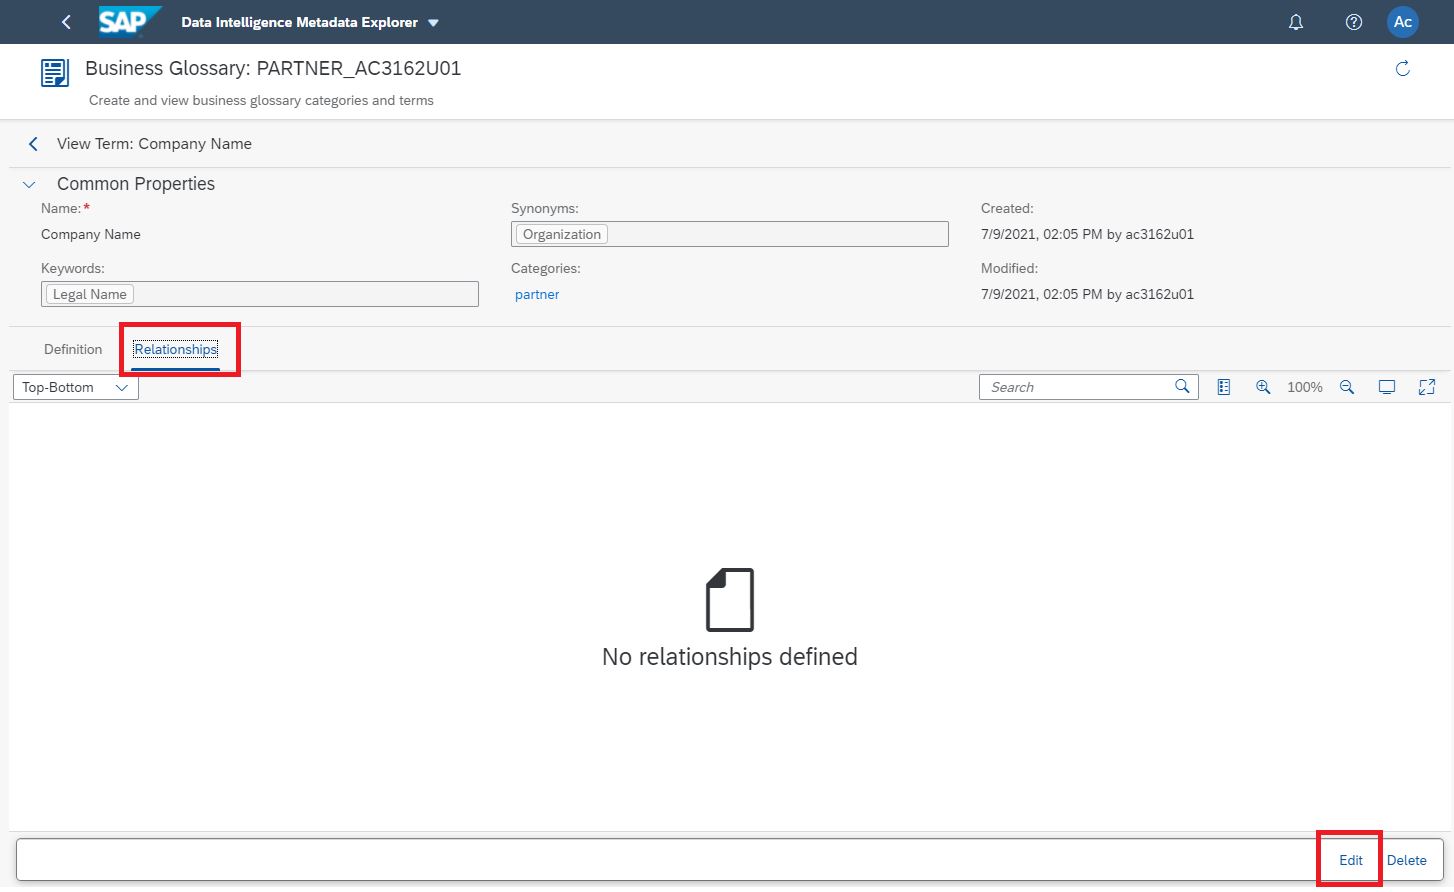 SAP Data Intelligence Metadata Explorer Ac
Business Glossary: PARTNER_AC3162U01
Create and view business glossary categories and terms
View Term: Company Name
Common Properties
Name:* Synonyms: Created:
Company Name Organization 7/9/2021, 02:05 PM by ac3162u01
Keywords: Categories: Modified:
Legal Name partner 7/9/2021, 02:05 PM by ac3162u01
Definition Relationships
Top-Bottom Search 100%
No relationships defined
Edit Delete